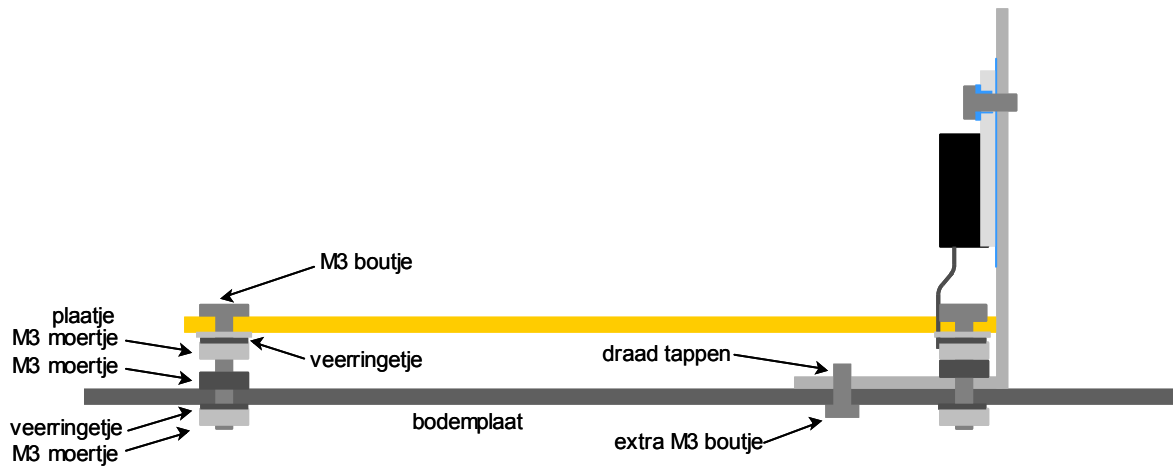 M3 boutje
plaatje
M3 moertje
M3 moertje
veerringetje
draad tappen
veerringetje
M3 moertje
bodemplaat
extra M3 boutje